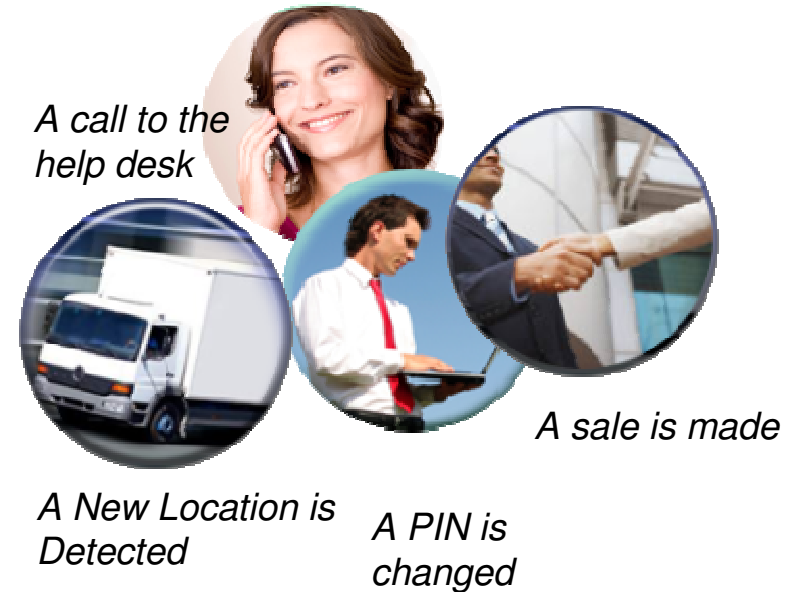 A call to the
help desk
A sale is made
A New Location is
Detected
A PIN is
changed